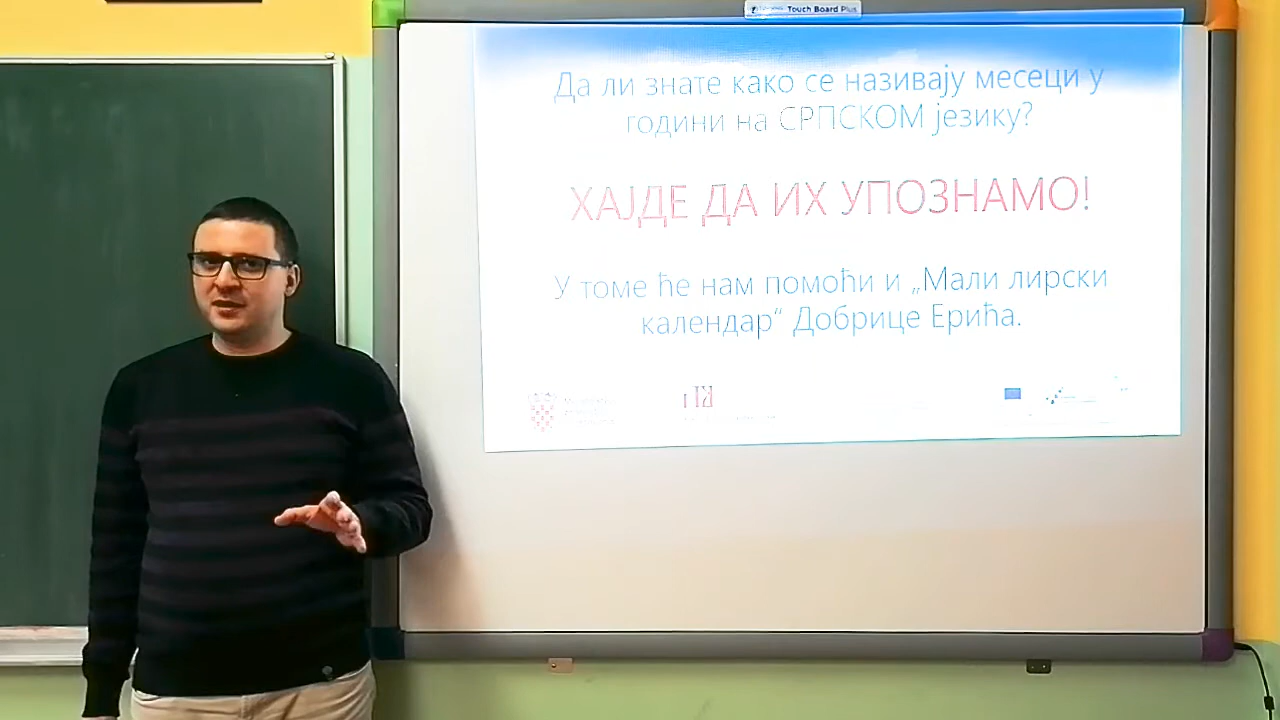 Touch Board Plus
Да ли знате како се називају месеци у
години на СРПСКОМ језику?
ХАЈДЕ ДА ИХ УПОЗНАМО!
У томе ће нам помоћи и „Мали лирски
календар“ Добрице Ерића.